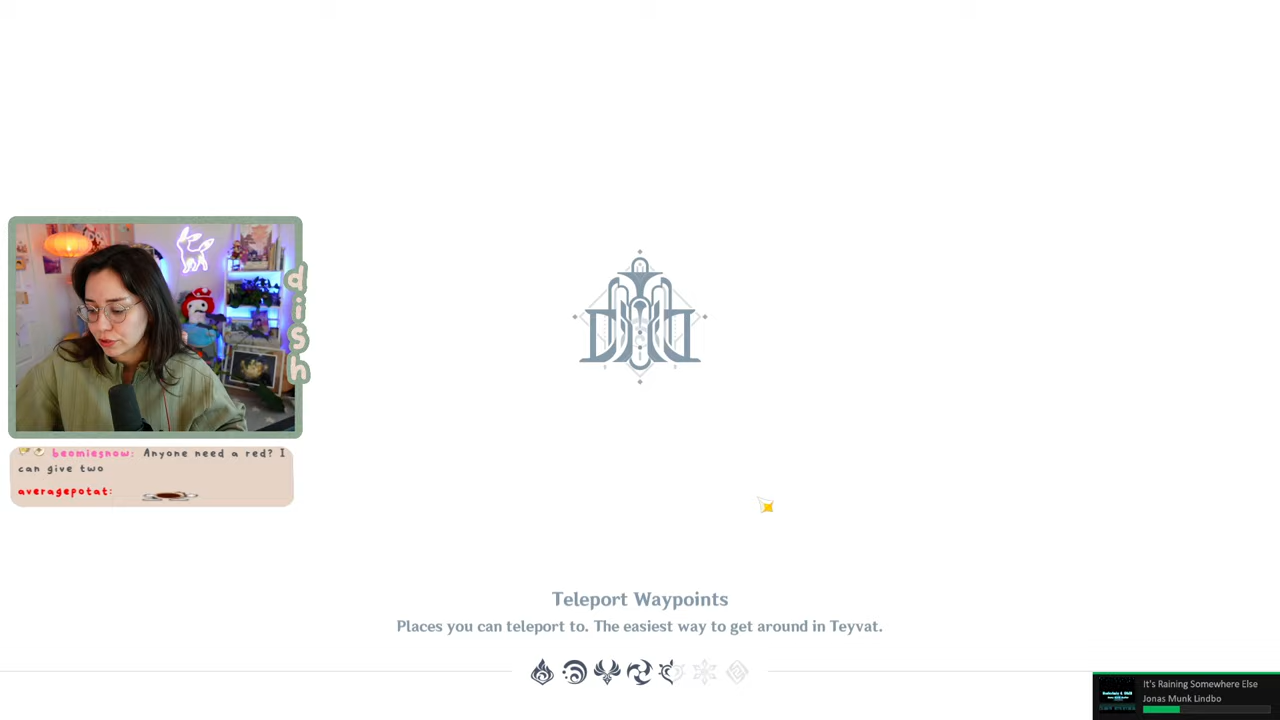 dish
beemiesnow: Anyone need a red? I
can give two
averagepotat:
Teleport Waypoints
Places you can teleport to. The easiest way to get around in Teyvat.
It's Raining Somewhere Else
Jonas Munk Lindbo